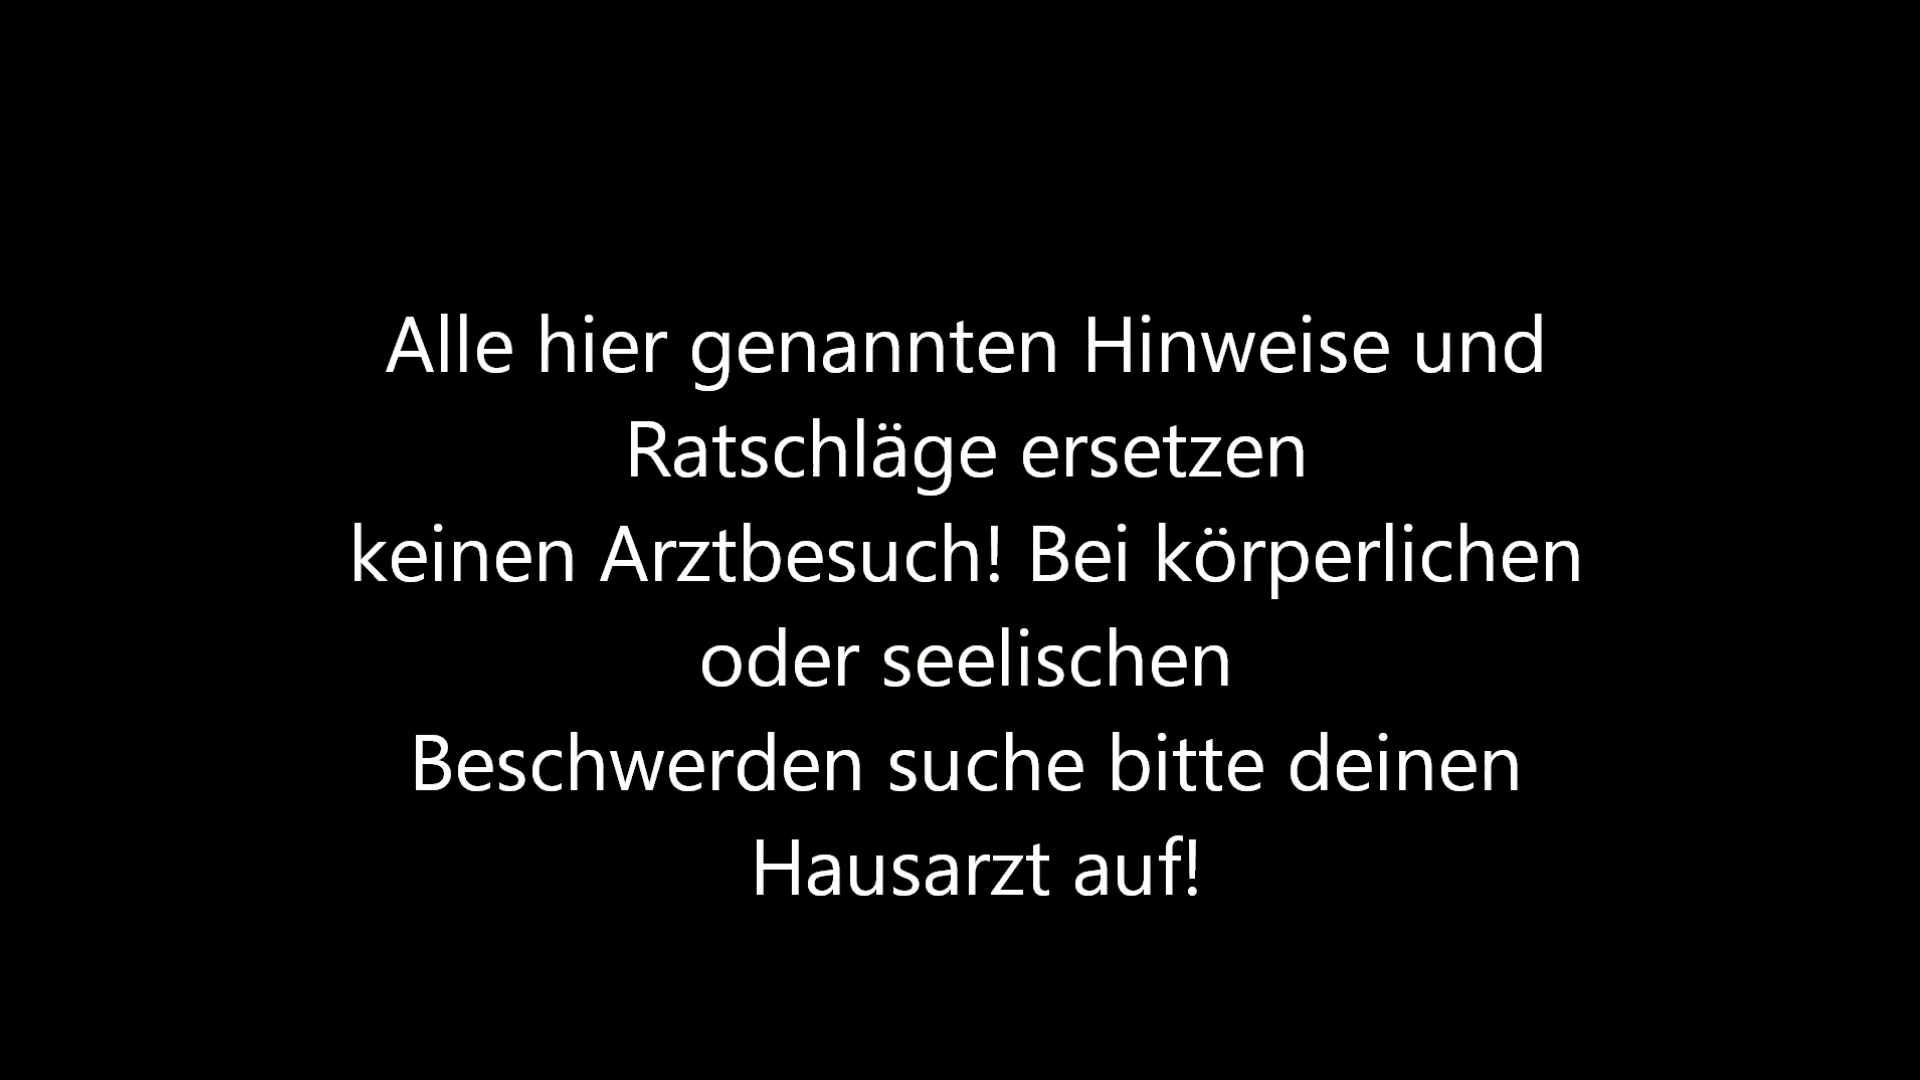 Alle hier genannten Hinweise und
Ratschläge ersetzen
keinen Arztbesuch! Bei körperlichen
oder seelischen
Beschwerden suche bitte deinen
Hausarzt auf!